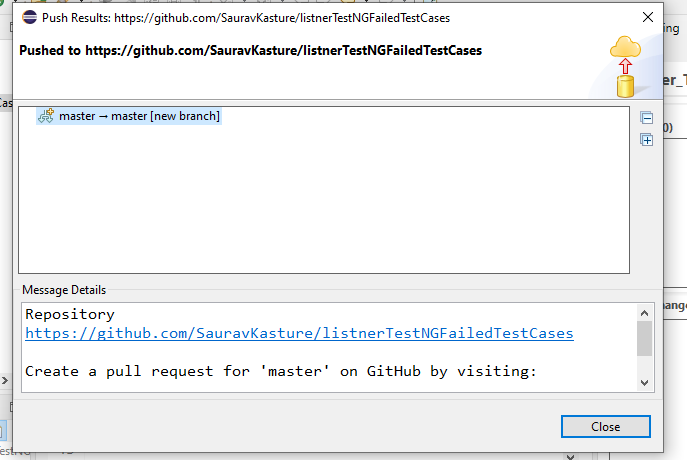 Push Results: https://github.com/SauravKasture/listnerTestNGFailedTestCases
Pushed to https://github.com/SauravKasture/listnerTestNGFailedTestCases
master → master [new branch]
Message Details
Repository
https://github.com/SauravKasture/listnerTestNGFailedTestCases
Create a pull request for 'master' on GitHub by visiting:
Close